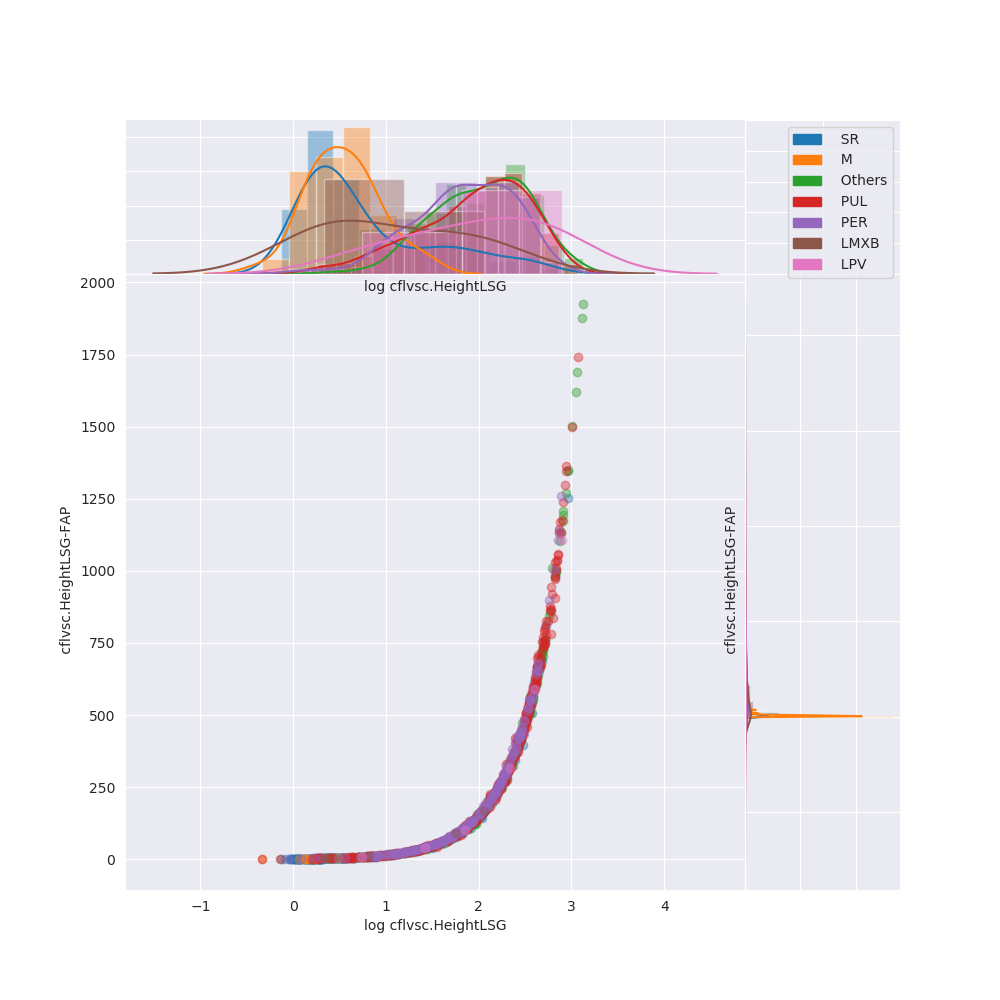 SR
M
Others
PUL
PER
LMXB
LPV
log cflvsc.HeightLSG
2000
1750
1500
1250
1000
750
500
250
0
cflvsc.HeightLSG-FAP
cflvsc.HeightLSG-FAP
−1
0
1
2
3
4
log cflvsc.HeightLSG